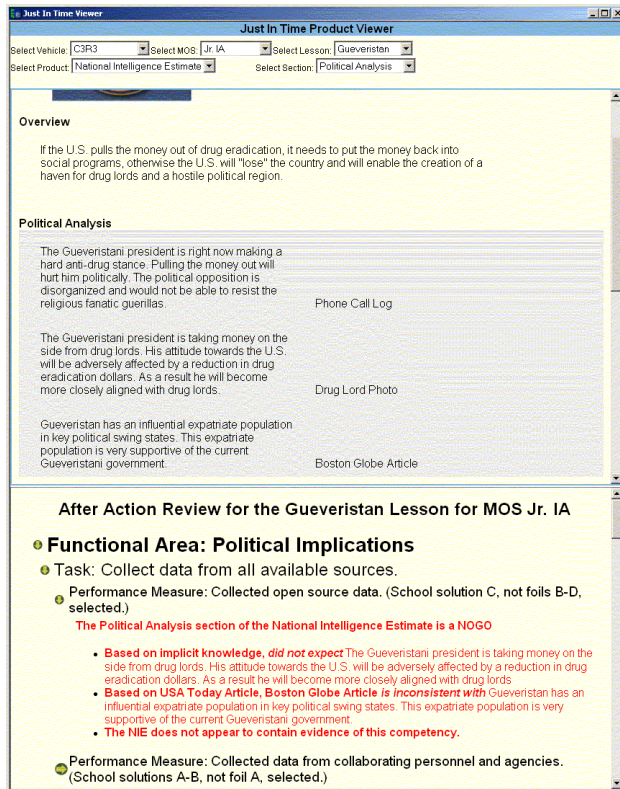 Just In Time Viewer
Just In Time Product Viewer
Select Vehicle: C3R3 Select MOS: Jr. IA Select Lesson: Gueveristan
Select Product: National Intelligence Estimate Select Section: Political Analysis
Overview
If the U.S. pulls the money out of drug eradication, it needs to put the money back into
social programs, otherwise the U.S. will "lose" the country and will enable the creation of a
haven for drug lords and a hostile political region.
Political Analysis
The Gueveristani president is right now making a
hard anti-drug stance. Pulling the money out will
hurt him politically. The political opposition is
disorganized and would not be able to resist the
religious fanatic guerillas. Phone Call Log
The Gueveristani president is taking money on the
side from drug lords. His attitude towards the U.S.
will be adversely affected by a reduction in drug
eradication dollars. As a result he will become
more closely aligned with drug lords. Drug Lord Photo
Gueveristan has an influential expatriate population
in key political swing states. This expatriate
population is very supportive of the current
Gueveristani government. Boston Globe Article
After Action Review for the Gueveristan Lesson for MOS Jr. IA
Functional Area: Political Implications
Task: Collect data from all available sources.
Performance Measure: Collected open source data. (School solution C, not foils B-D,
selected.)
The Political Analysis section of the National Intelligence Estimate is a NOGO
Based on implicit knowledge, did not expect The Gueveristani president is taking money on the
side from drug lords. His attitude towards the U.S. will be adversely affected by a reduction in drug
eradication dollars. As a result he will become more closely aligned with drug lords
Based on USA Today Article, Boston Globe Article is inconsistent with Gueveristan has an
influential expatriate population in key political swing states. This expatriate population is very
supportive of the current Gueveristani government.
The NIE does not appear to contain evidence of this competency.
Performance Measure: Collected data from collaborating personnel and agencies.
(School solutions A-B, not foil A, selected.)